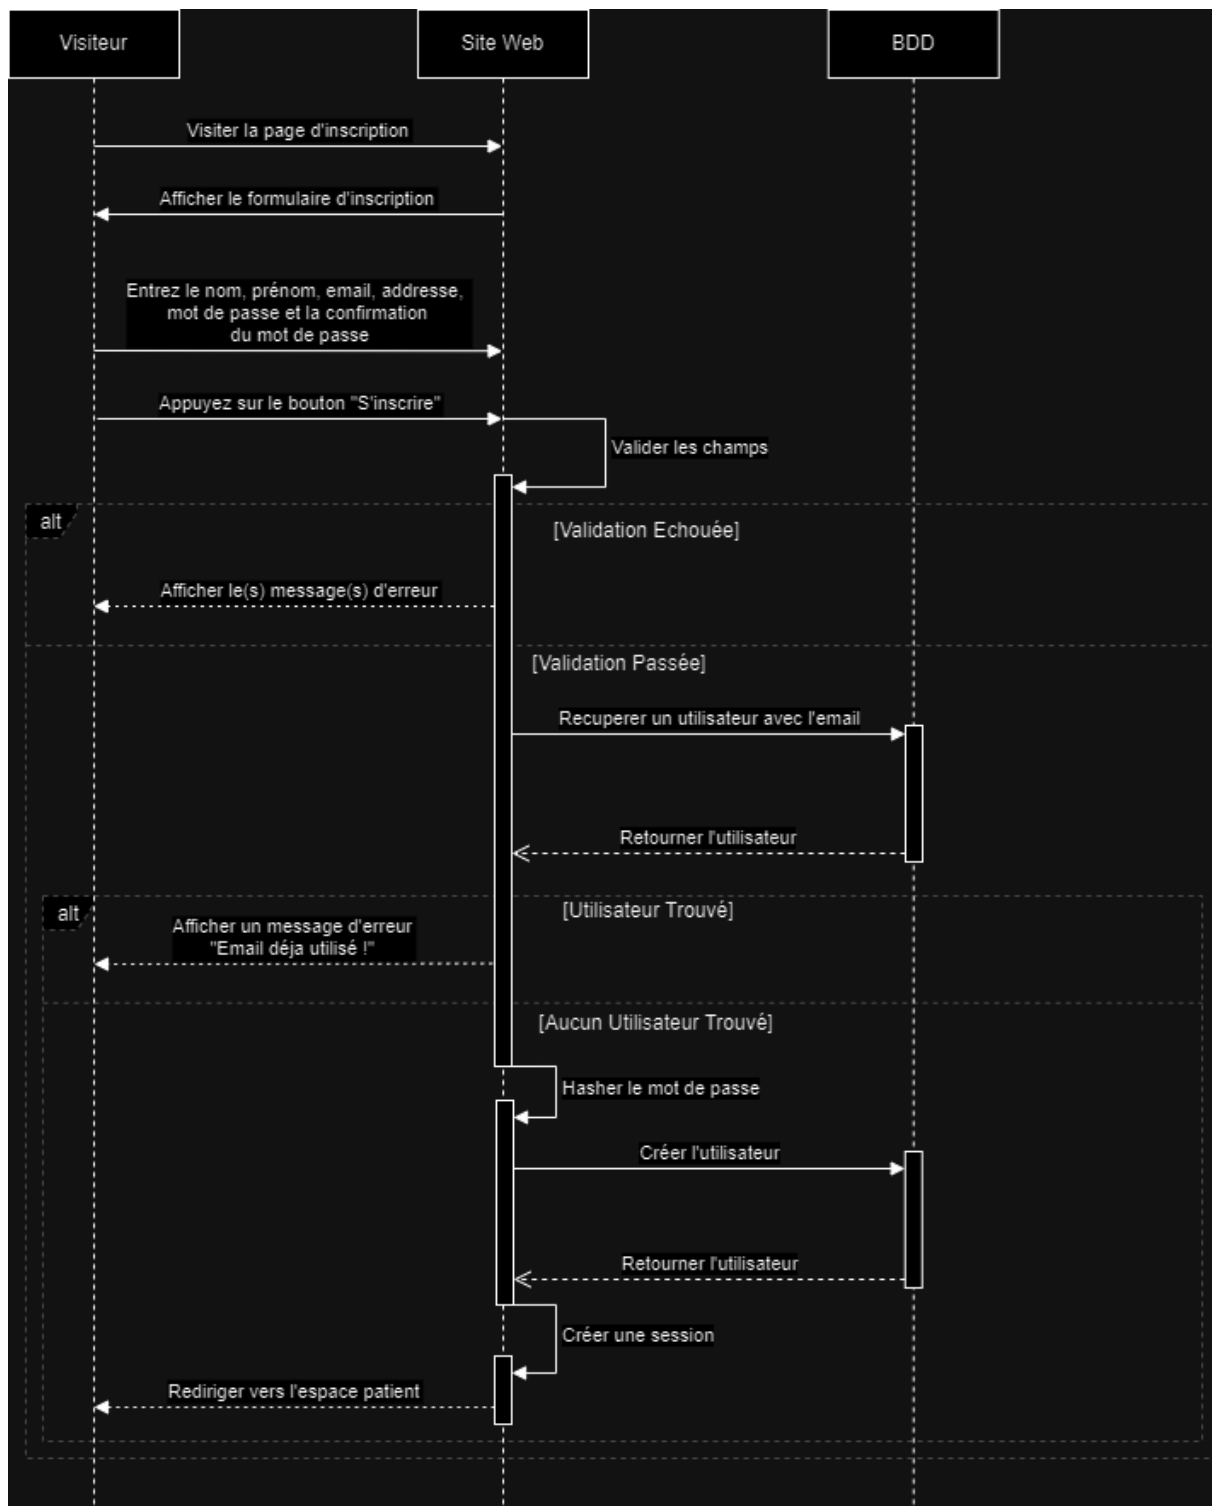 Visiteur
Site Web
BDD
Visiter la page d'inscription
Afficher le formulaire d'inscription
Entrez le nom, prénom, email, addresse,
mot de passe et la confirmation
du mot de passe
Appuyez sur le bouton "S'inscrire"
Valider les champs
alt
[Validation Echouée]
Afficher le(s) message(s) d'erreur
[Validation Passée]
Recuperer un utilisateur avec l'email
Retourner l'utilisateur
alt
[Utilisateur Trouvé]
Afficher un message d'erreur
"Email déja utilisé !"
[Aucun Utilisateur Trouvé]
Hasher le mot de passe
Créer l'utilisateur
Retourner l'utilisateur
Créer une session
Rediriger vers l'espace patient